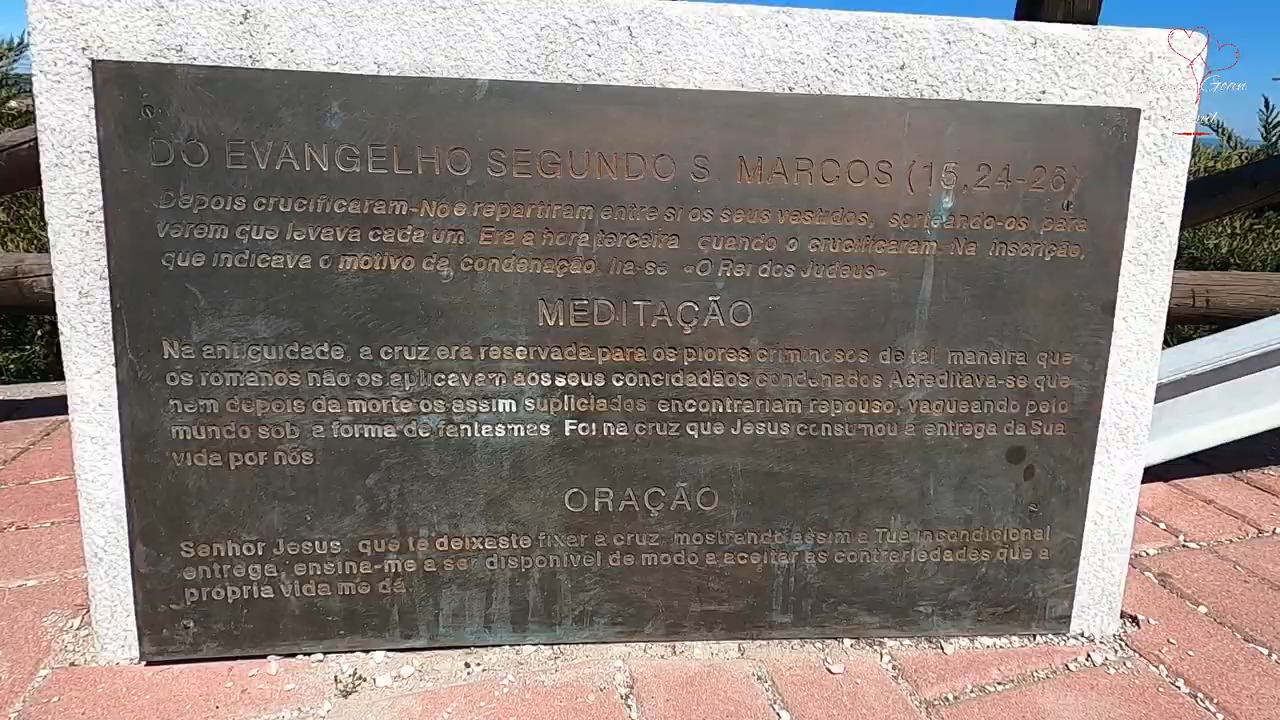 DO EVANGELHO SEGUNDO S. MARCOS (15,24-26)
Depois crucificaram-No e repartiram entre si os seus vestidos, sorteando-os para
verem que levava cada um. Era a hora terceira quando o crucificaram. Na inscrição,
que indicava o motivo da condenação, lia-se «O Rei dos Judeus»
MEDITAÇÃO
Na antiguidade, a cruz era reservada para os piores criminosos de tal maneira que
os romanos não os aplicavam aos seus concidadãos condenados. Acreditava-se que
nem depois da morte os assim supliciados encontrariam repouso, vagueando pelo
mundo sob a forma de fantasmas. Foi na cruz que Jesus consumou a entrega da Sua
vida por nós.
ORAÇÃO
Senhor Jesus, que te deixaste fixar à cruz, mostrando assim a Tua incondicional
entrega, ensina-me a ser disponível de modo a aceitar as contrariedades que a
própria vida me dá.